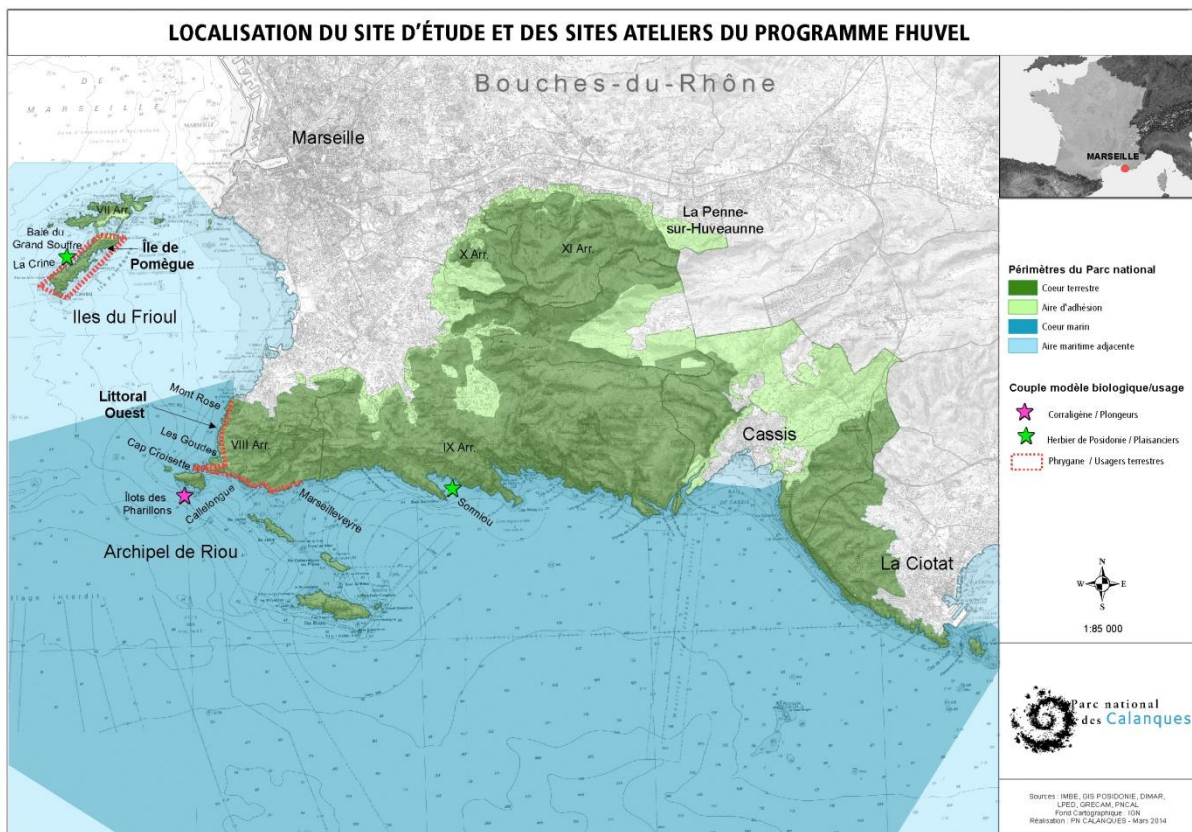 LOCALISATION DU SITE D'ÉTUDE ET DES SITES ATELIERS DU PROGRAMME FHUVEL
Bouches-du-Rhône
DE
MARSEILLE
Marseille
VII Arr.
Baie du
Grand Souffre
La Crine
Île de
Pomègue
Iles du Frioul
X Arr.
XI Arr.
La Penne-
sur-Huveaunne
Littoral
Ouest
Mont Rose
Les Goudes
Cap Croisette
VIII Arr.
IX Arr.
Îlots des
Pharillons
Callelongue
Marseilleveyre
Sormiou
Archipel de Riou
Cassis
La Ciotat
MARSEILLE
Périmètres du Parc national
Coeur terrestre
Aire d'adhésion
Coeur marin
Aire maritime adjacente
Couple modèle biologique/usage
Corraligène / Plongeurs
Herbier de Posidonie / Plaisanciers
Phrygane / Usagers terrestres
N
W E
S
1:85 000
Parc national
des Calanques
Sources : IMBE, GIS POSIDONIE, DIMAR,
LPED, GRECAM, PNCAL
Fond Cartographique : IGN
Réalisation : PN CALANQUES - Mars 2014